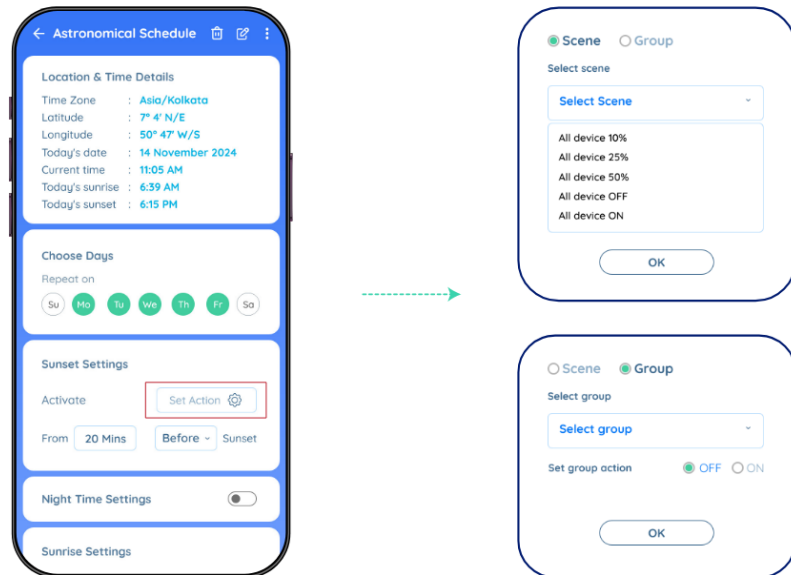 Astronomical Schedule
Location & Time Details
Time Zone : Asia/Kolkata
Latitude : 7° 4' N/E
Longitude : 50° 47' W/S
Today's date : 14 November 2024
Current time : 11:05 AM
Today's sunrise : 6:39 AM
Today's sunset : 6:15 PM
Choose Days
Repeat on
Su Mo Tu We Th Fr Sa
Sunset Settings
Activate Set Action
From 20 Mins Before Sunset
Night Time Settings
Sunrise Settings
Scene Group
Select scene
Select Scene
All device 10%
All device 25%
All device 50%
All device OFF
All device ON
OK
Scene Group
Select group
Select group
Set group action OFF ON
OK